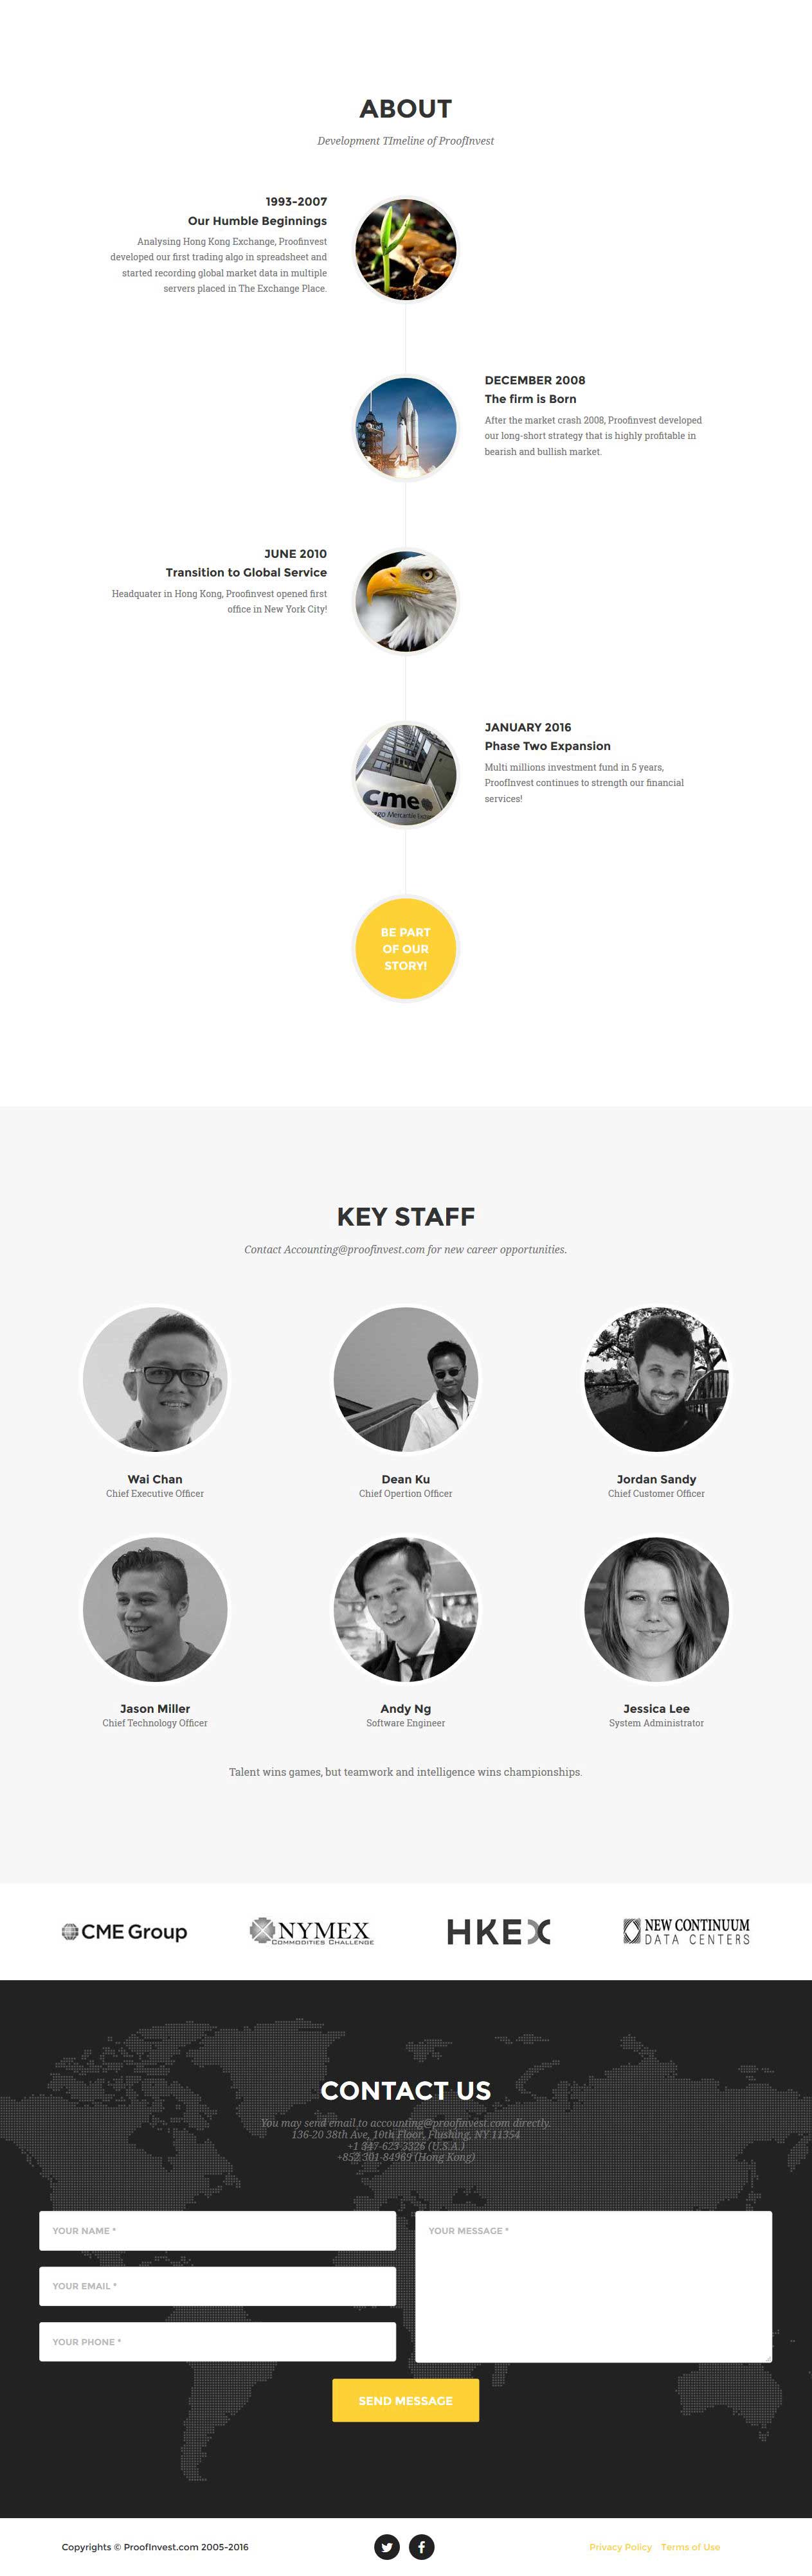 ABOUT
Development TImeline of ProofInvest
1993-2007
Our Humble Beginnings
Analysing Hong Kong Exchange, Proofinvest
developed our first trading algo in spreadsheet and
started recording global market data in multiple
servers placed in The Exchange Place.
DECEMBER 2008
The firm is Born
After the market crash 2008, Proofinvest developed
our long-short strategy that is highly profitable in
bearish and bullish market.
JUNE 2010
Transition to Global Service
Headquater in Hong Kong, Proofinvest opened first
office in New York City!
JANUARY 2016
Phase Two Expansion
Multi millions investment fund in 5 years,
ProofInvest continues to strength our financial
services!
cme
Mercantile
BE PART
OF OUR
STORY!
KEY STAFF
Contact Accounting@proofinvest.com for new career opportunities.
Wai Chan
Chief Executive Officer
Dean Ku
Chief Opertion Officer
Jordan Sandy
Chief Customer Officer
Jason Miller
Chief Technology Officer
Andy Ng
Software Engineer
Jessica Lee
System Administrator
Talent wins games, but teamwork and intelligence wins championships.
CME Group
NYMEX
COMMODITIES CHALLENGE
HKEX
NEW CONTINUUM
DATA CENTERS
CONTACT US
You may send email to accounting@proofinvest.com directly.
136-20 38th Ave, 10th Floor, Flushing, NY 11354
+1 347-623-3326 (U.S.A.)
+852 301-84969 (Hong Kong)
YOUR NAME *
YOUR EMAIL *
YOUR PHONE *
YOUR MESSAGE *
SEND MESSAGE
Copyrights © ProofInvest.com 2005-2016
Privacy Policy Terms of Use